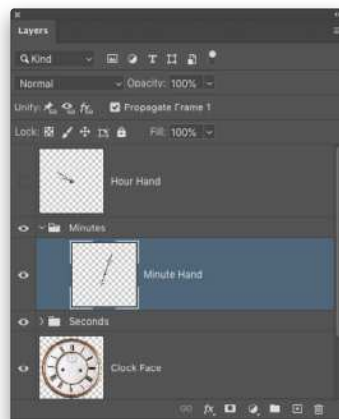 Layers
Kind
Normal
Opacity: 100%
Unify:
Propagate Frame 1
Lock:
Fill: 100%
Hour Hand
Minutes
Minute Hand
Seconds
Clock Face
fx